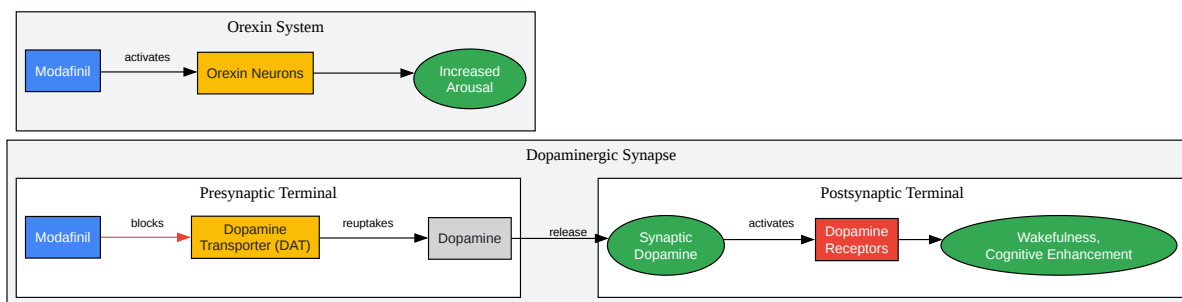 Orexin System
Modafinil
activates
Orexin Neurons
Increased
Arousal
Dopaminergic Synapse
Presynaptic Terminal
Modafinil
blocks
Dopamine
Transporter (DAT)
reuptakes
Dopamine
release
Postsynaptic Terminal
Synaptic
Dopamine
activates
Dopamine
Receptors
Wakefulness,
Cognitive Enhancement